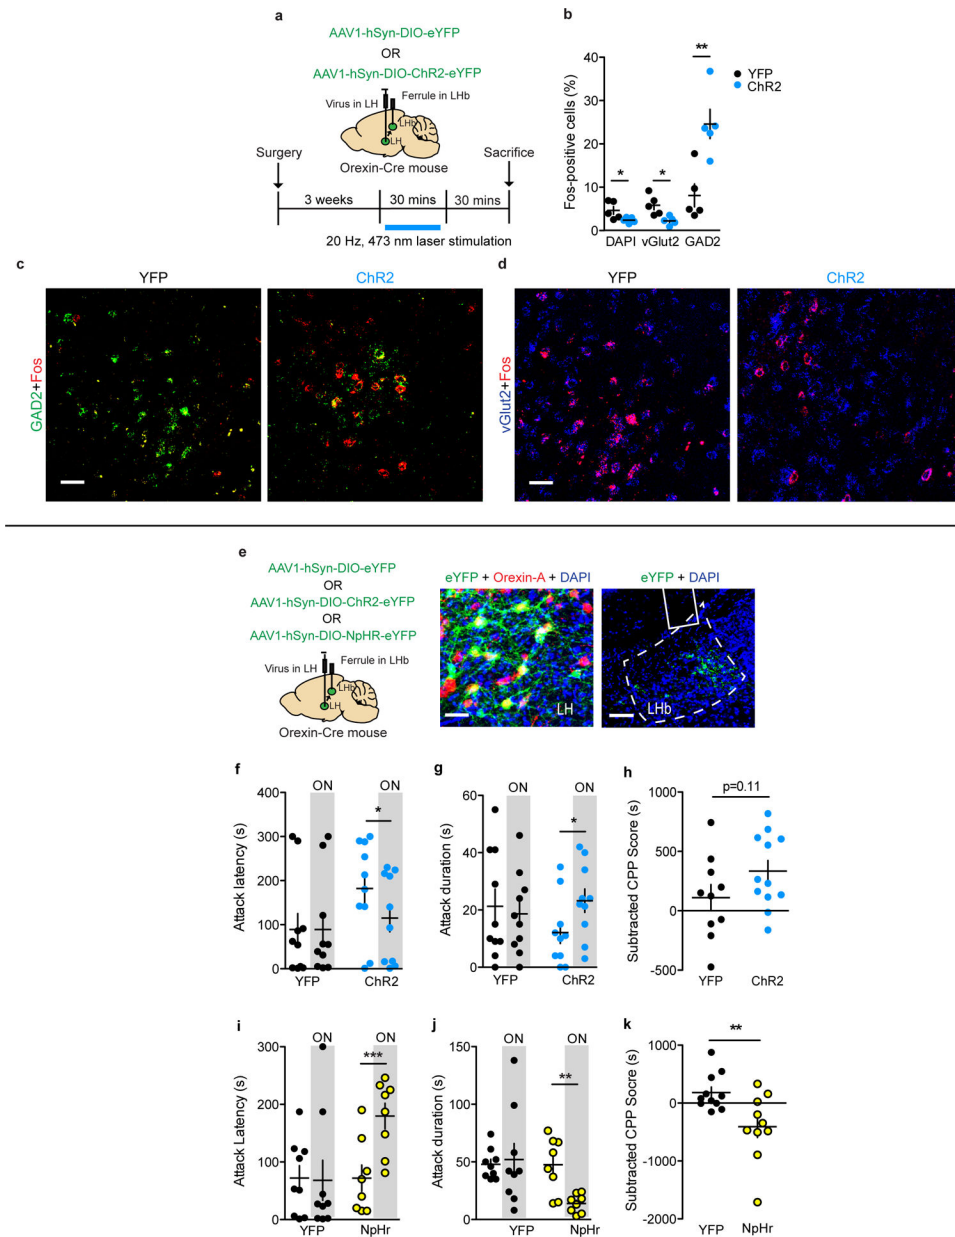 a
AAV1-hSyn-DIO-eYFP
OR
AAV1-hSyn-DIO-ChR2-eYFP
Virus in LH
Ferrule in LHb
LHb
LH
Orexin-Cre mouse
Surgery
Sacrifice
3 weeks
30 mins
30 mins
20 Hz, 473 nm laser stimulation
b
Fos-positive cells (%)
40
30
20
10
0
*
*
**
YFP
ChR2
DAPI
vGlut2
GAD2
c
YFP
ChR2
GAD2+Fos
d
YFP
ChR2
vGlut2+Fos
e
AAV1-hSyn-DIO-eYFP
OR
AAV1-hSyn-DIO-ChR2-eYFP
OR
AAV1-hSyn-DIO-NpHR-eYFP
Virus in LH
Ferrule in LHb
LHb
LH
Orexin-Cre mouse
eYFP + Orexin-A + DAPI
LH
eYFP + DAPI
LHb
f
ON
ON
Attack latency (s)
400
300
200
100
0
*
YFP
ChR2
g
ON
ON
Attack duration (s)
60
40
20
0
*
YFP
ChR2
h
p=0.11
Subtracted CPP Score (s)
1000
500
0
-500
YFP
ChR2
i
ON
ON
Attack Latency (s)
300
200
100
0
***
YFP
NpHr
j
ON
ON
Attack duration (s)
150
100
50
0
**
YFP
NpHr
k
**
Subtracted CPP Socre (s)
1000
0
-1000
-2000
YFP
NpHr